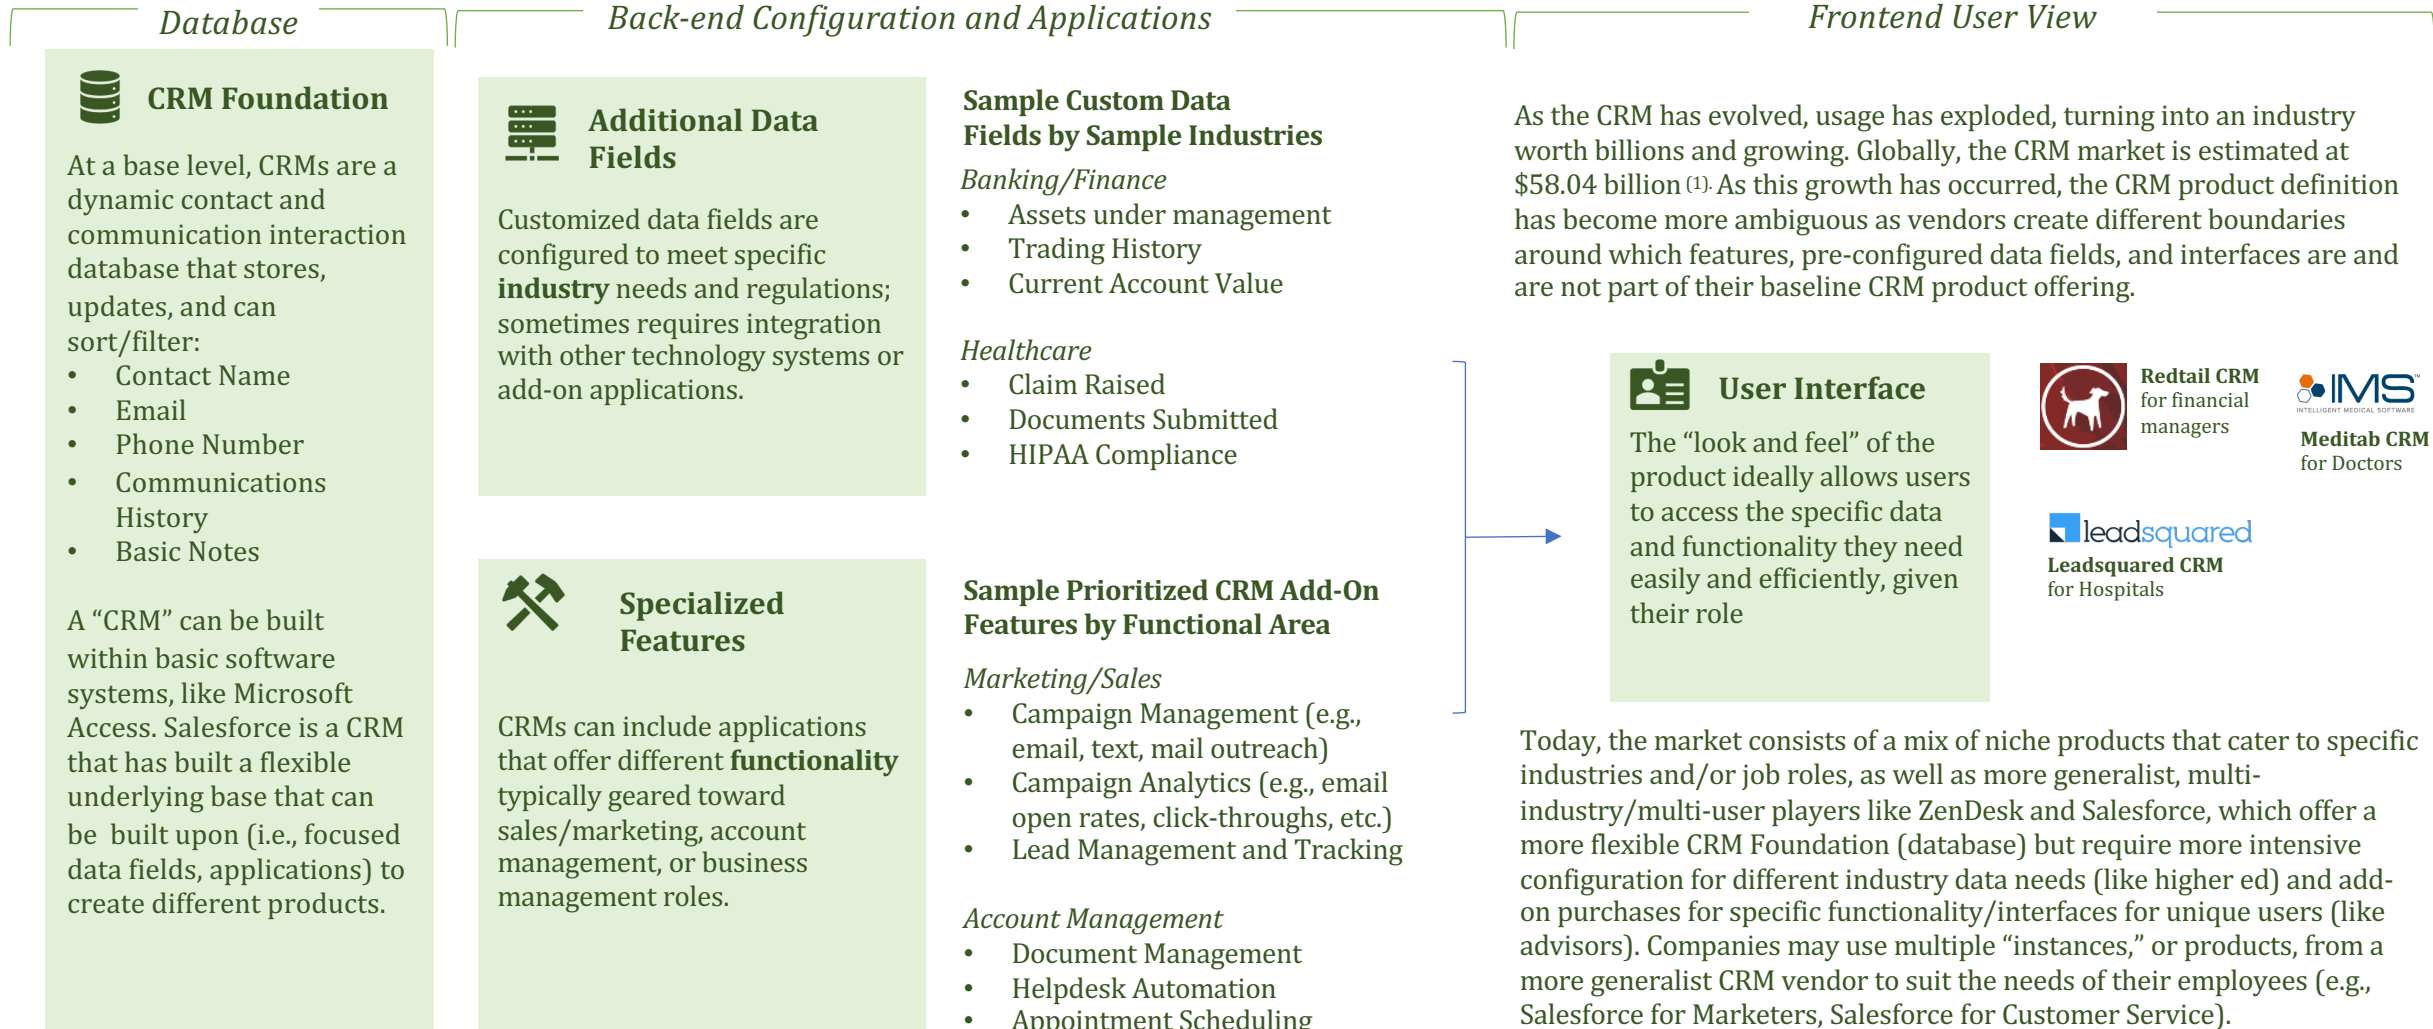 Database
CRM Foundation
At a base level, CRMs are a
dynamic contact and
communication interaction
database that stores,
updates, and can
sort/filter:
• Contact Name
• Email
• Phone Number
• Communications
History
• Basic Notes
A “CRM” can be built
within basic software
systems, like Microsoft
Access. Salesforce is a CRM
that has built a flexible
underlying base that can
be  built upon (i.e., focused
data fields, applications) to
create different products.
Back-end Configuration and Applications
Additional Data
Fields
Customized data fields are
configured to meet specific
industry needs and regulations;
sometimes requires integration
with other technology systems or
add-on applications.
Sample Custom Data
Fields by Sample Industries
Banking/Finance
• Assets under management
• Trading History
• Current Account Value
Healthcare
• Claim Raised
• Documents Submitted
• HIPAA Compliance
Specialized
Features
CRMs can include applications
that offer different functionality
typically geared toward
sales/marketing, account
management, or business
management roles.
Sample Prioritized CRM Add-On
Features by Functional Area
Marketing/Sales
• Campaign Management (e.g.,
email, text, mail outreach)
• Campaign Analytics (e.g., email
open rates, click-throughs, etc.)
• Lead Management and Tracking
Account Management
• Document Management
• Helpdesk Automation
• Appointment Scheduling
Frontend User View
As the CRM has evolved, usage has exploded, turning into an industry
worth billions and growing. Globally, the CRM market is estimated at
$58.04 billion (1). As this growth has occurred, the CRM product definition
has become more ambiguous as vendors create different boundaries
around which features, pre-configured data fields, and interfaces are and
are not part of their baseline CRM product offering.
User Interface
The “look and feel” of the
product ideally allows users
to access the specific data
and functionality they need
easily and efficiently, given
their role
Redtail CRM
for financial
managers
IMS™
INTELLIGENT MEDICAL SOFTWARE
Meditab CRM
for Doctors
leadsquared
Leadsquared CRM
for Hospitals
Today, the market consists of a mix of niche products that cater to specific
industries and/or job roles, as well as more generalist, multi-
industry/multi-user players like ZenDesk and Salesforce, which offer a
more flexible CRM Foundation (database) but require more intensive
configuration for different industry data needs (like higher ed) and add-
on purchases for specific functionality/interfaces for unique users (like
advisors). Companies may use multiple “instances,” or products, from a
more generalist CRM vendor to suit the needs of their employees (e.g.,
Salesforce for Marketers, Salesforce for Customer Service).